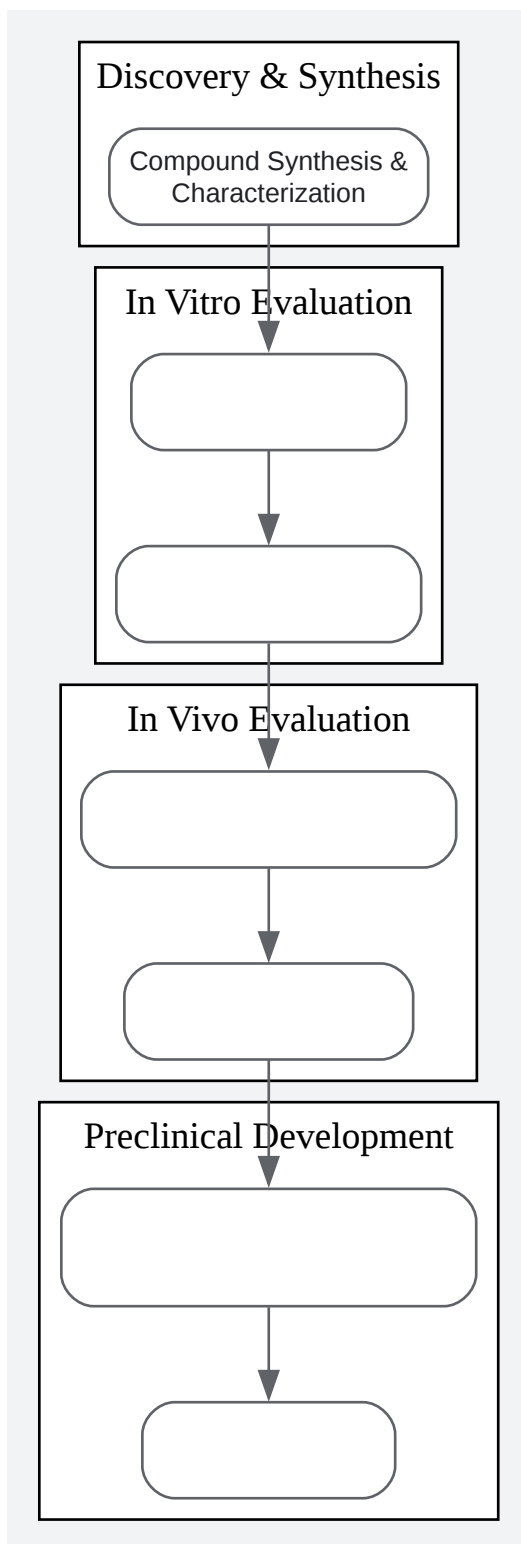 Discovery & Synthesis
Compound Synthesis &
Characterization
In Vitro Evaluation
In Vivo Evaluation
Preclinical Development